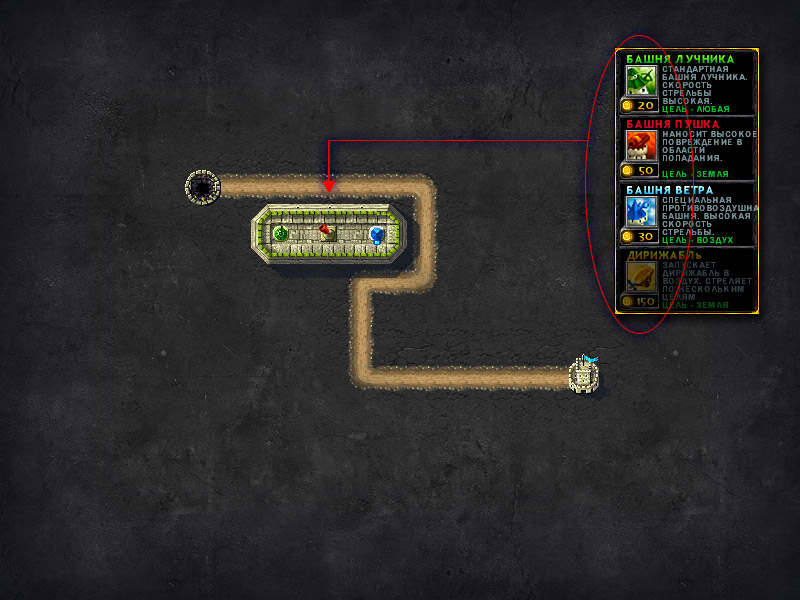 БАШНЯ ЛУЧНИКА
СТАНДАРТНАЯ
БАШНЯ ЛУЧНИКА.
СКОРОСТЬ
СТРЕЛЬБЫ
ВЫСОКАЯ.
20
ЦЕЛЬ - ЛЮБАЯ
БАШНЯ ПУШКА
НАНОСИТ ВЫСОКОЕ
ПОВРЕЖДЕНИЕ В
ОБЛАСТИ
ПОПАДАНИЯ.
50
ЦЕЛЬ - ЗЕМЛЯ
БАШНЯ ВЕТРА
СПЕЦИАЛЬНАЯ
ПРОТИВОВОЗДУШНА
БАШНЯ. ВЫСОКАЯ
СКОРОСТЬ
СТРЕЛЬБЫ.
30
ЦЕЛЬ - ВОЗДУХ
ДИРИЖАБЛЬ
ЗАПУСКАЕТ
ДИРИЖАБЛЬ В
ВОЗДУХ. СТРЕЛЯЕТ
ПО НЕСКОЛЬКИМ
ЦЕЛЯМ
150
ЦЕЛЬ - ЗЕМЛЯ